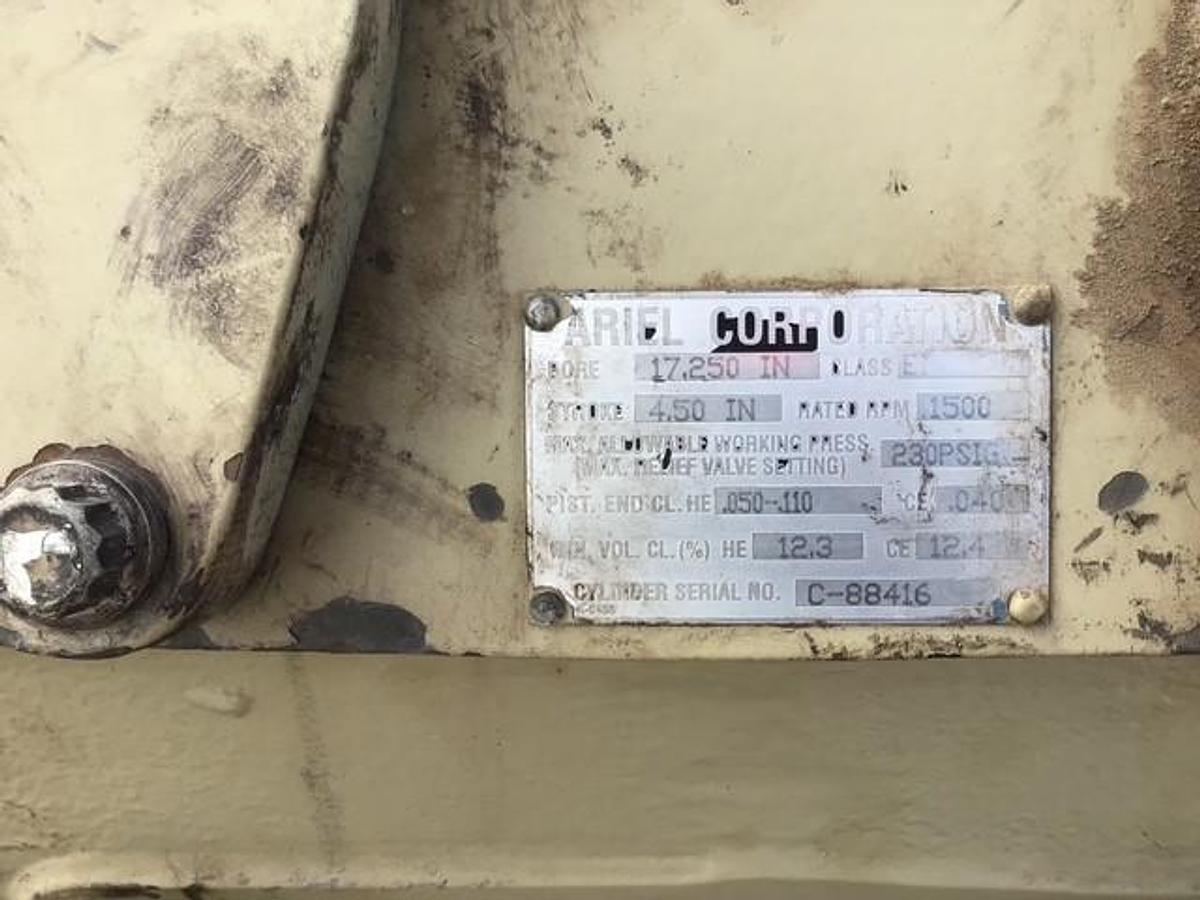 ARIEL CORPORATION
BORE 17.250 IN CLASS
STROKE 4.50 IN RATED RPM 1500
MAX. ALLOWABLE WORKING PRESS.
(MAX. RELIEF VALVE SETTING) 230PSIG
PIST. END CL. HE .050-.110 CE .040
MIN. VOL. CL. (%) HE 12.3 CE 12.4
CYLINDER SERIAL NO. C-88416